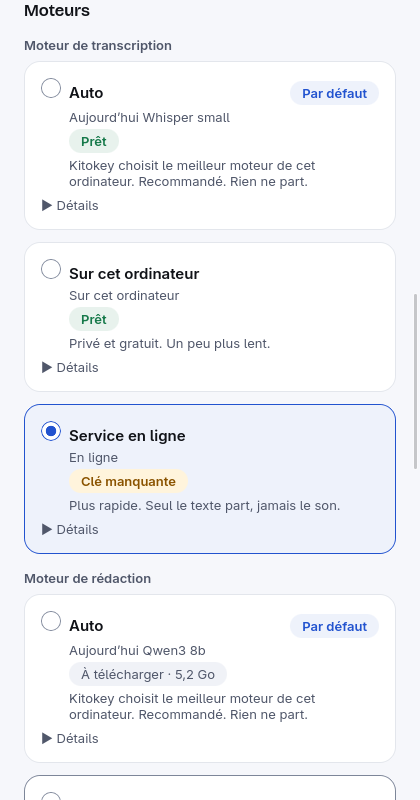 Moteurs
Moteur de transcription
Auto
Par défaut
Aujourd’hui Whisper small
Prêt
Kitokey choisit le meilleur moteur de cet
ordinateur. Recommandé. Rien ne part.
▶ Détails
Sur cet ordinateur
Sur cet ordinateur
Prêt
Privé et gratuit. Un peu plus lent.
▶ Détails
Service en ligne
En ligne
Clé manquante
Plus rapide. Seul le texte part, jamais le son.
▶ Détails
Moteur de rédaction
Auto
Par défaut
Aujourd’hui Qwen3 8b
À télécharger · 5,2 Go
Kitokey choisit le meilleur moteur de cet
ordinateur. Recommandé. Rien ne part.
▶ Détails